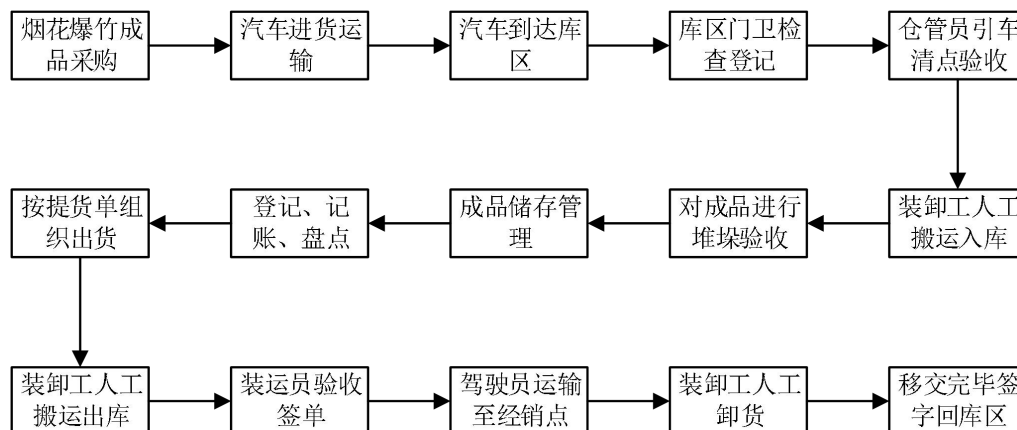 烟花爆竹成
品采购
汽车进货运
输
汽车到达库
区
库区门卫检
查登记
仓管员引车
清点验收
装卸工人工
搬运入库
对成品进行
堆垛验收
成品储存管
理
登记、记
账、盘点
按提货单组
织出货
装卸工人工
搬运出库
装运员验收
签单
驾驶员运输
至经销点
装卸工人工
卸货
移交完毕签
字回库区